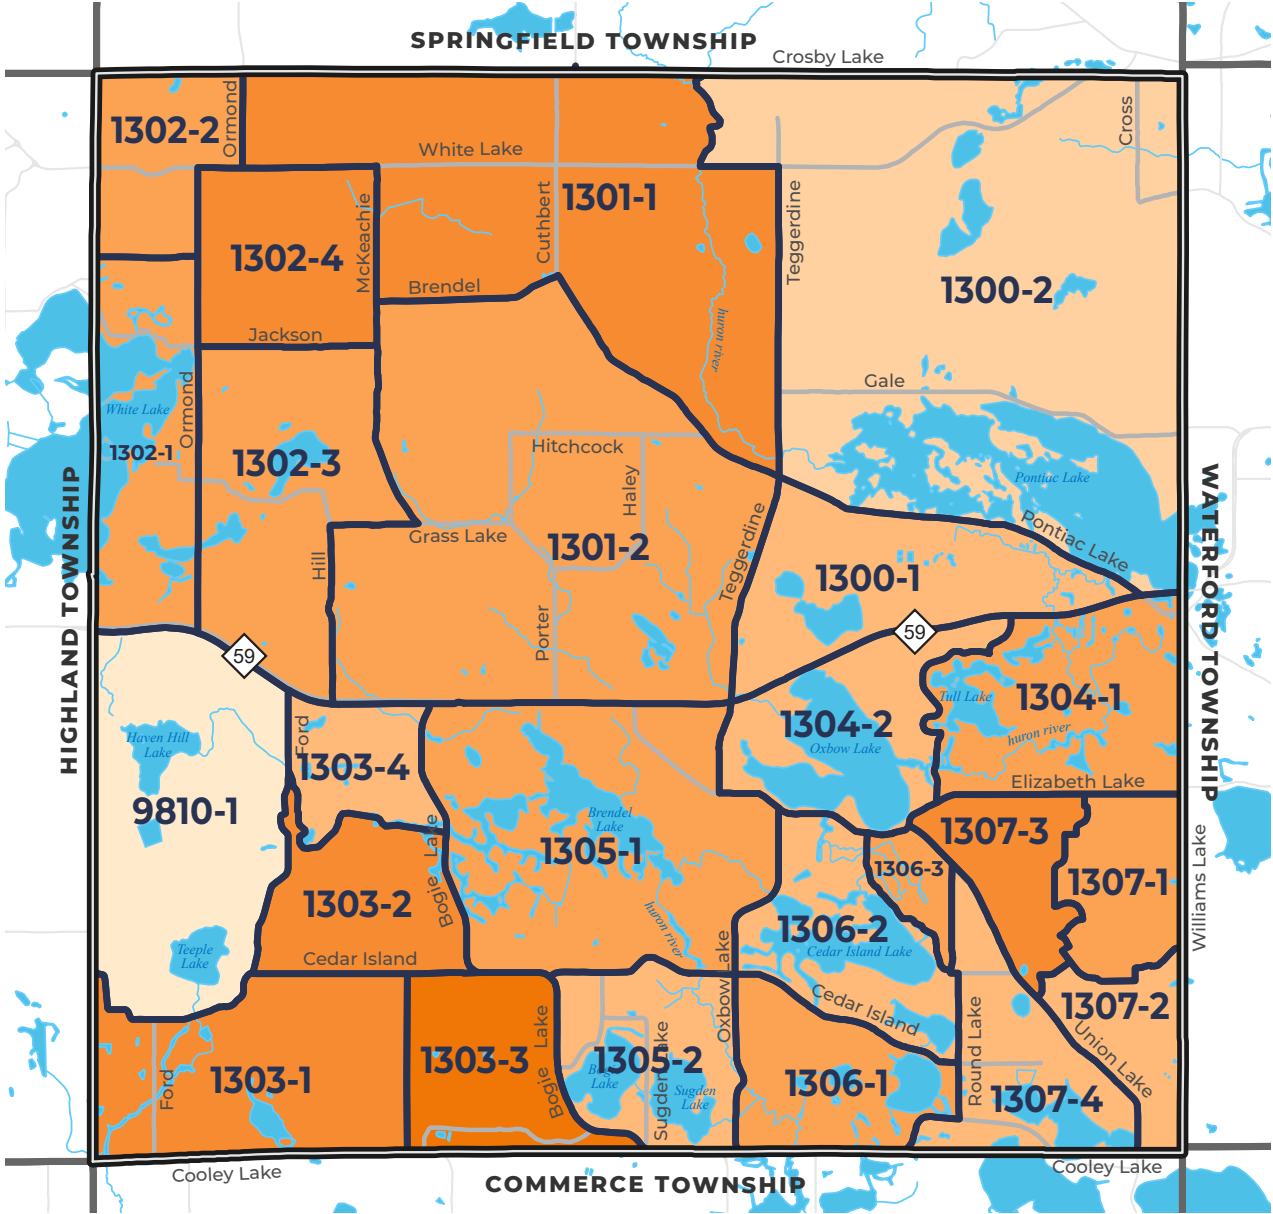 SPRINGFIELD TOWNSHIP
Crosby Lake
1302-2
Ormond
White Lake
Cross
1301-1
Cuthbert
McKeachie
Teggerdine
1302-4
Brendel
1300-2
Jackson
huron river
Gale
Ormond
White Lake
1302-1
1302-3
Hitchcock
Haley
Pontiac Lake
Pontiac Lake
Grass Lake
1301-2
Teggerdine
Hill
1300-1
HIGHLAND TOWNSHIP
WATERFORD TOWNSHIP
59
59
Porter
Tull Lake
1304-1
huron river
1304-2
Oxbow Lake
Haven Hill
Lake
Ford
1303-4
Elizabeth Lake
9810-1
Brendel
Lake
1305-1
Bogie Lake
1307-3
1306-3
1307-1
Williams Lake
1303-2
huron river
1306-2
Cedar Island Lake
Teeple
Lake
Cedar Island
Oxbow Lake
Cedar Island
1307-2
Round Lake
Union Lake
Bogie Lake
1303-3
1305-2
Lake
Sugden Lake
Sugden
Lake
1303-1
Ford
1306-1
1307-4
Cooley Lake
Cooley Lake
COMMERCE TOWNSHIP